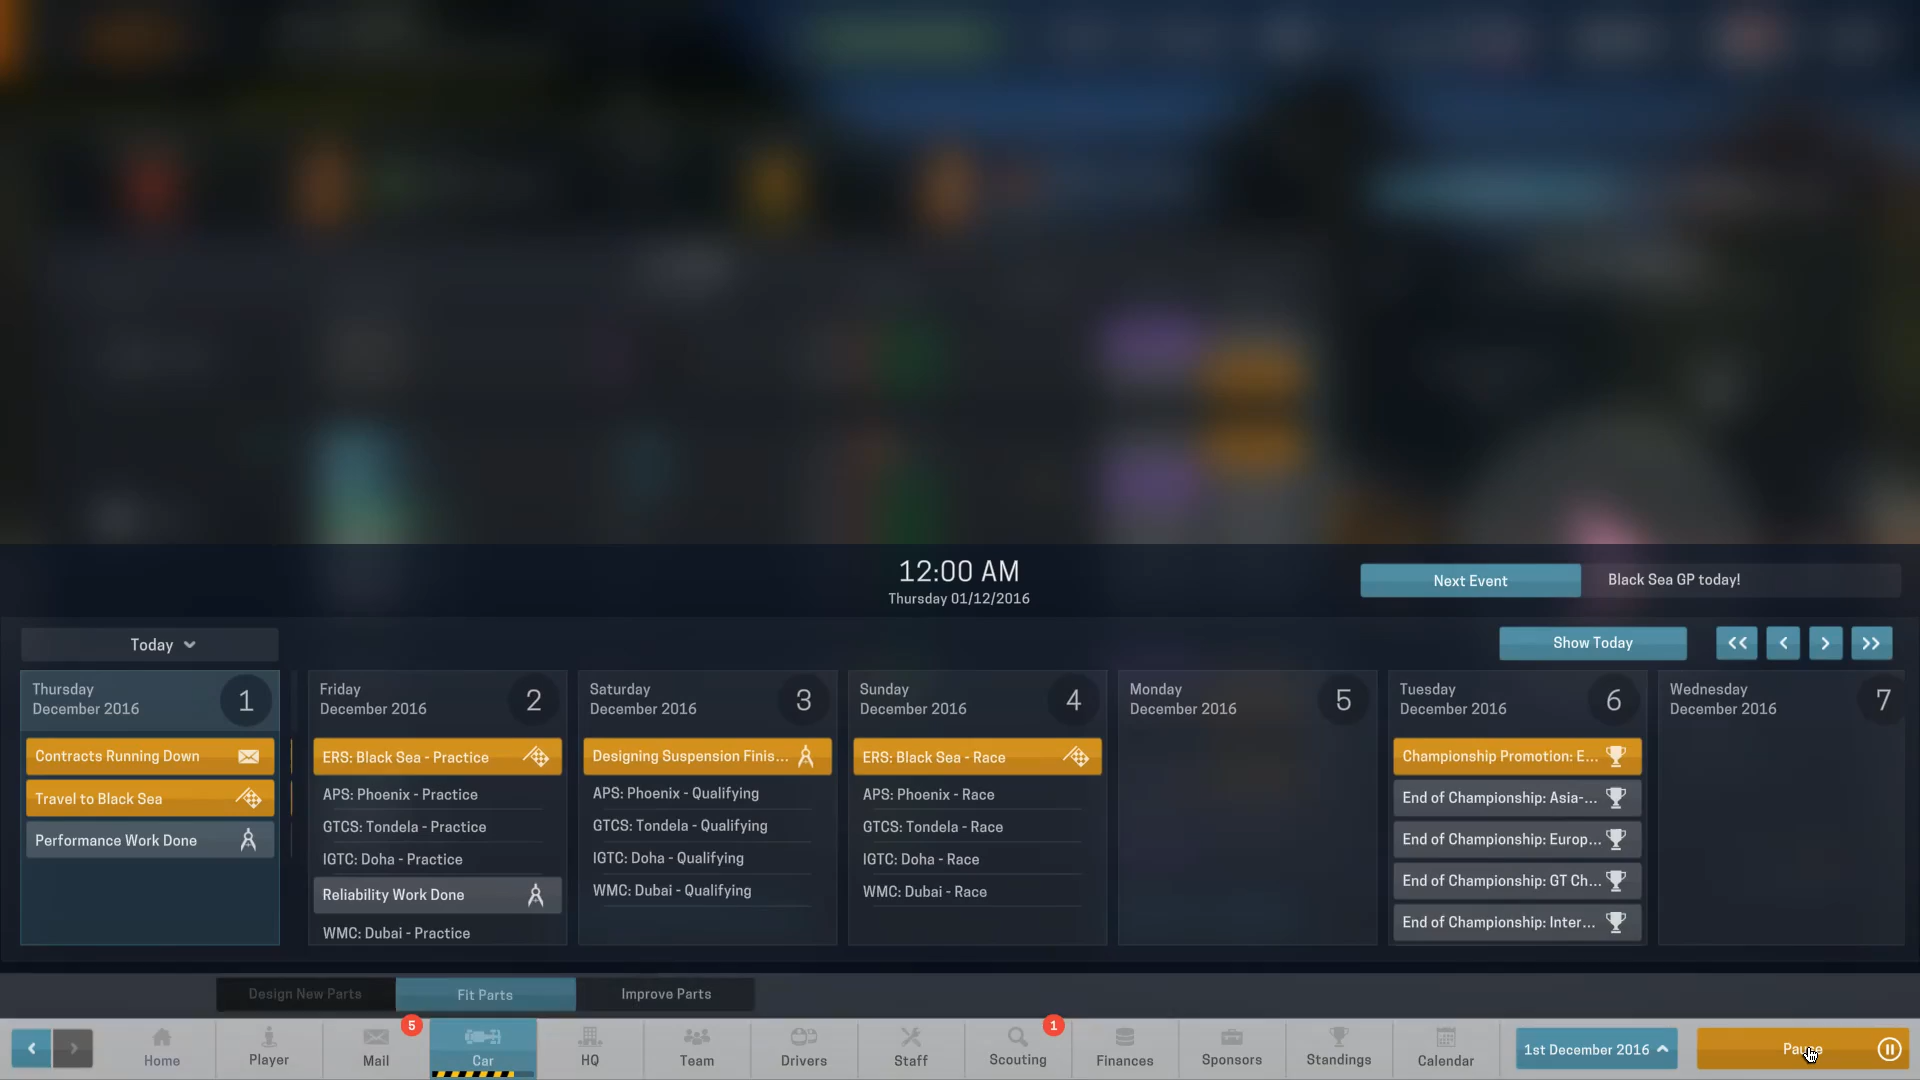 12:00 AM
Thursday 01/12/2016
Next Event
Black Sea GP today!
Today
Show Today
Thursday
December 2016
1
Contracts Running Down
Travel to Black Sea
Performance Work Done
Friday
December 2016
2
ERS: Black Sea - Practice
APS: Phoenix - Practice
GTCS: Tondela - Practice
IGTC: Doha - Practice
Reliability Work Done
WMC: Dubai - Practice
Saturday
December 2016
3
Designing Suspension Finis...
APS: Phoenix - Qualifying
GTCS: Tondela - Qualifying
IGTC: Doha - Qualifying
WMC: Dubai - Qualifying
Sunday
December 2016
4
ERS: Black Sea - Race
APS: Phoenix - Race
GTCS: Tondela - Race
IGTC: Doha - Race
WMC: Dubai - Race
Monday
December 2016
5
Tuesday
December 2016
6
Championship Promotion: E...
End of Championship: Asia-...
End of Championship: Europ...
End of Championship: GT Ch...
End of Championship: Inter...
Wednesday
December 2016
7
Design New Parts
Fit Parts
Improve Parts
Home
Player
Mail
5
Car
HQ
Team
Drivers
Staff
Scouting
1
Finances
Sponsors
Standings
Calendar
1st December 2016
Pause